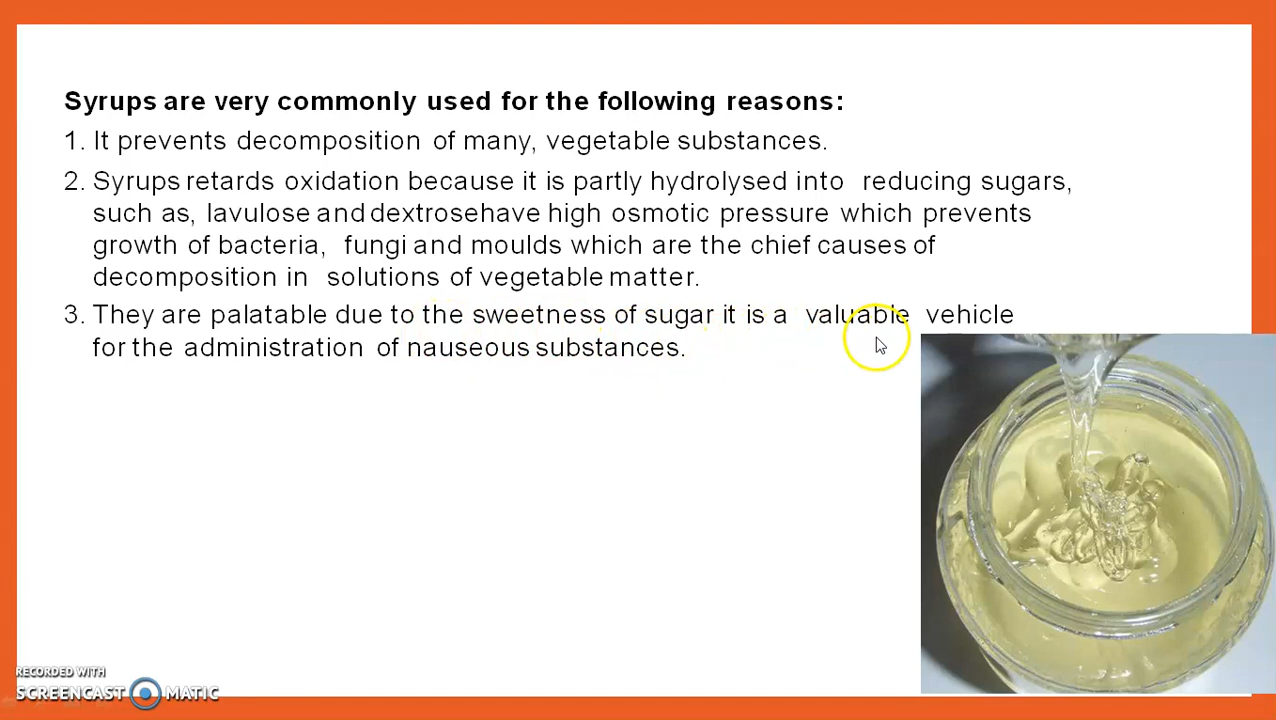 Syrups are very commonly used for the following reasons:
1. It prevents decomposition of many, vegetable substances.
2. Syrups retards oxidation because it is partly hydrolysed into reducing sugars,
such as, lavulose and dextrosehave high osmotic pressure which prevents
growth of bacteria, fungi and moulds which are the chief causes of
decomposition in solutions of vegetable matter.
3. They are palatable due to the sweetness of sugar it is a valuable vehicle
for the administration of nauseous substances.
RECORDED WITH
SCREENCAST MATIC